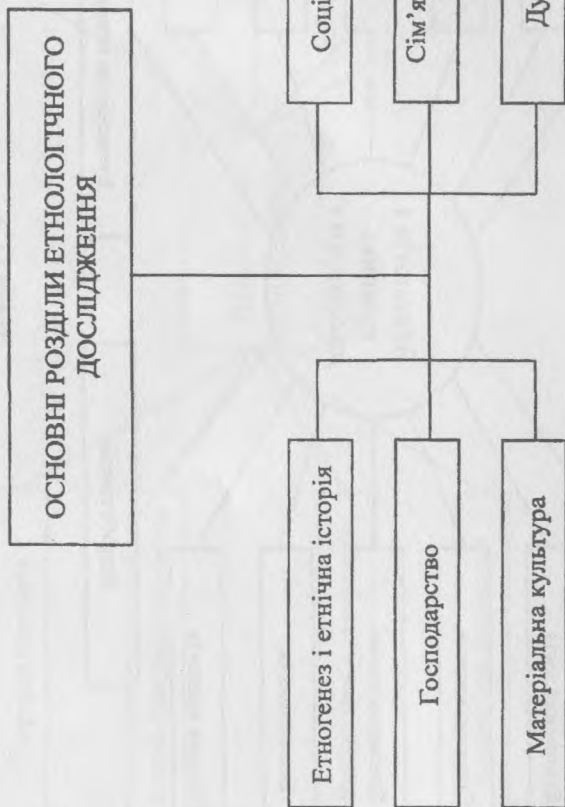 ОСНОВНІ РОЗДІЛИ ЕТНОЛОГІЧНОГО
ДОСЛІДЖЕННЯ
Етногенез і етнічна історія
Господарство
Матеріальна культура
Соці
Сім’я
Ду